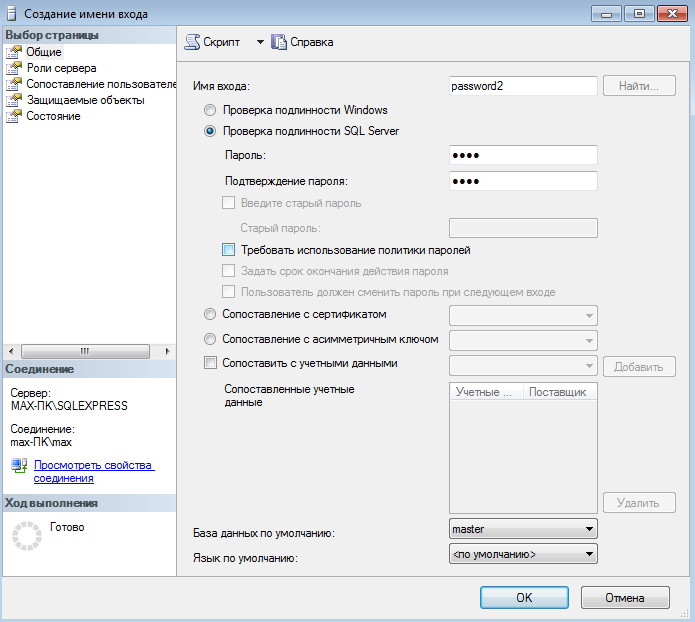 Создание имени входа
Выбор страницы
Общие
Роли сервера
Сопоставление пользователе
Защищаемые объекты
Состояние
Скрипт
Справка
Имя входа:
password2
Найти...
Проверка подлинности Windows
Проверка подлинности SQL Server
Пароль:
●●●●
Подтверждение пароля:
●●●●
Введите старый пароль
Старый пароль:
Требовать использование политики паролей
Задать срок окончания действия пароля
Пользователь должен сменить пароль при следующем входе
Сопоставление с сертификатом
Сопоставление с асимметричным ключом
Сопоставить с учетными данными
Добавить
Сопоставленные учетные
данные
Учетные ...
Поставщик
Удалить
База данных по умолчанию:
master
Язык по умолчанию:
<по умолчанию>
Соединение
Сервер:
MAX-ПК\SQLEXPRESS
Соединение:
max-ПК\max
Просмотреть свойства
соединения
Ход выполнения
Готово
OK
Отмена